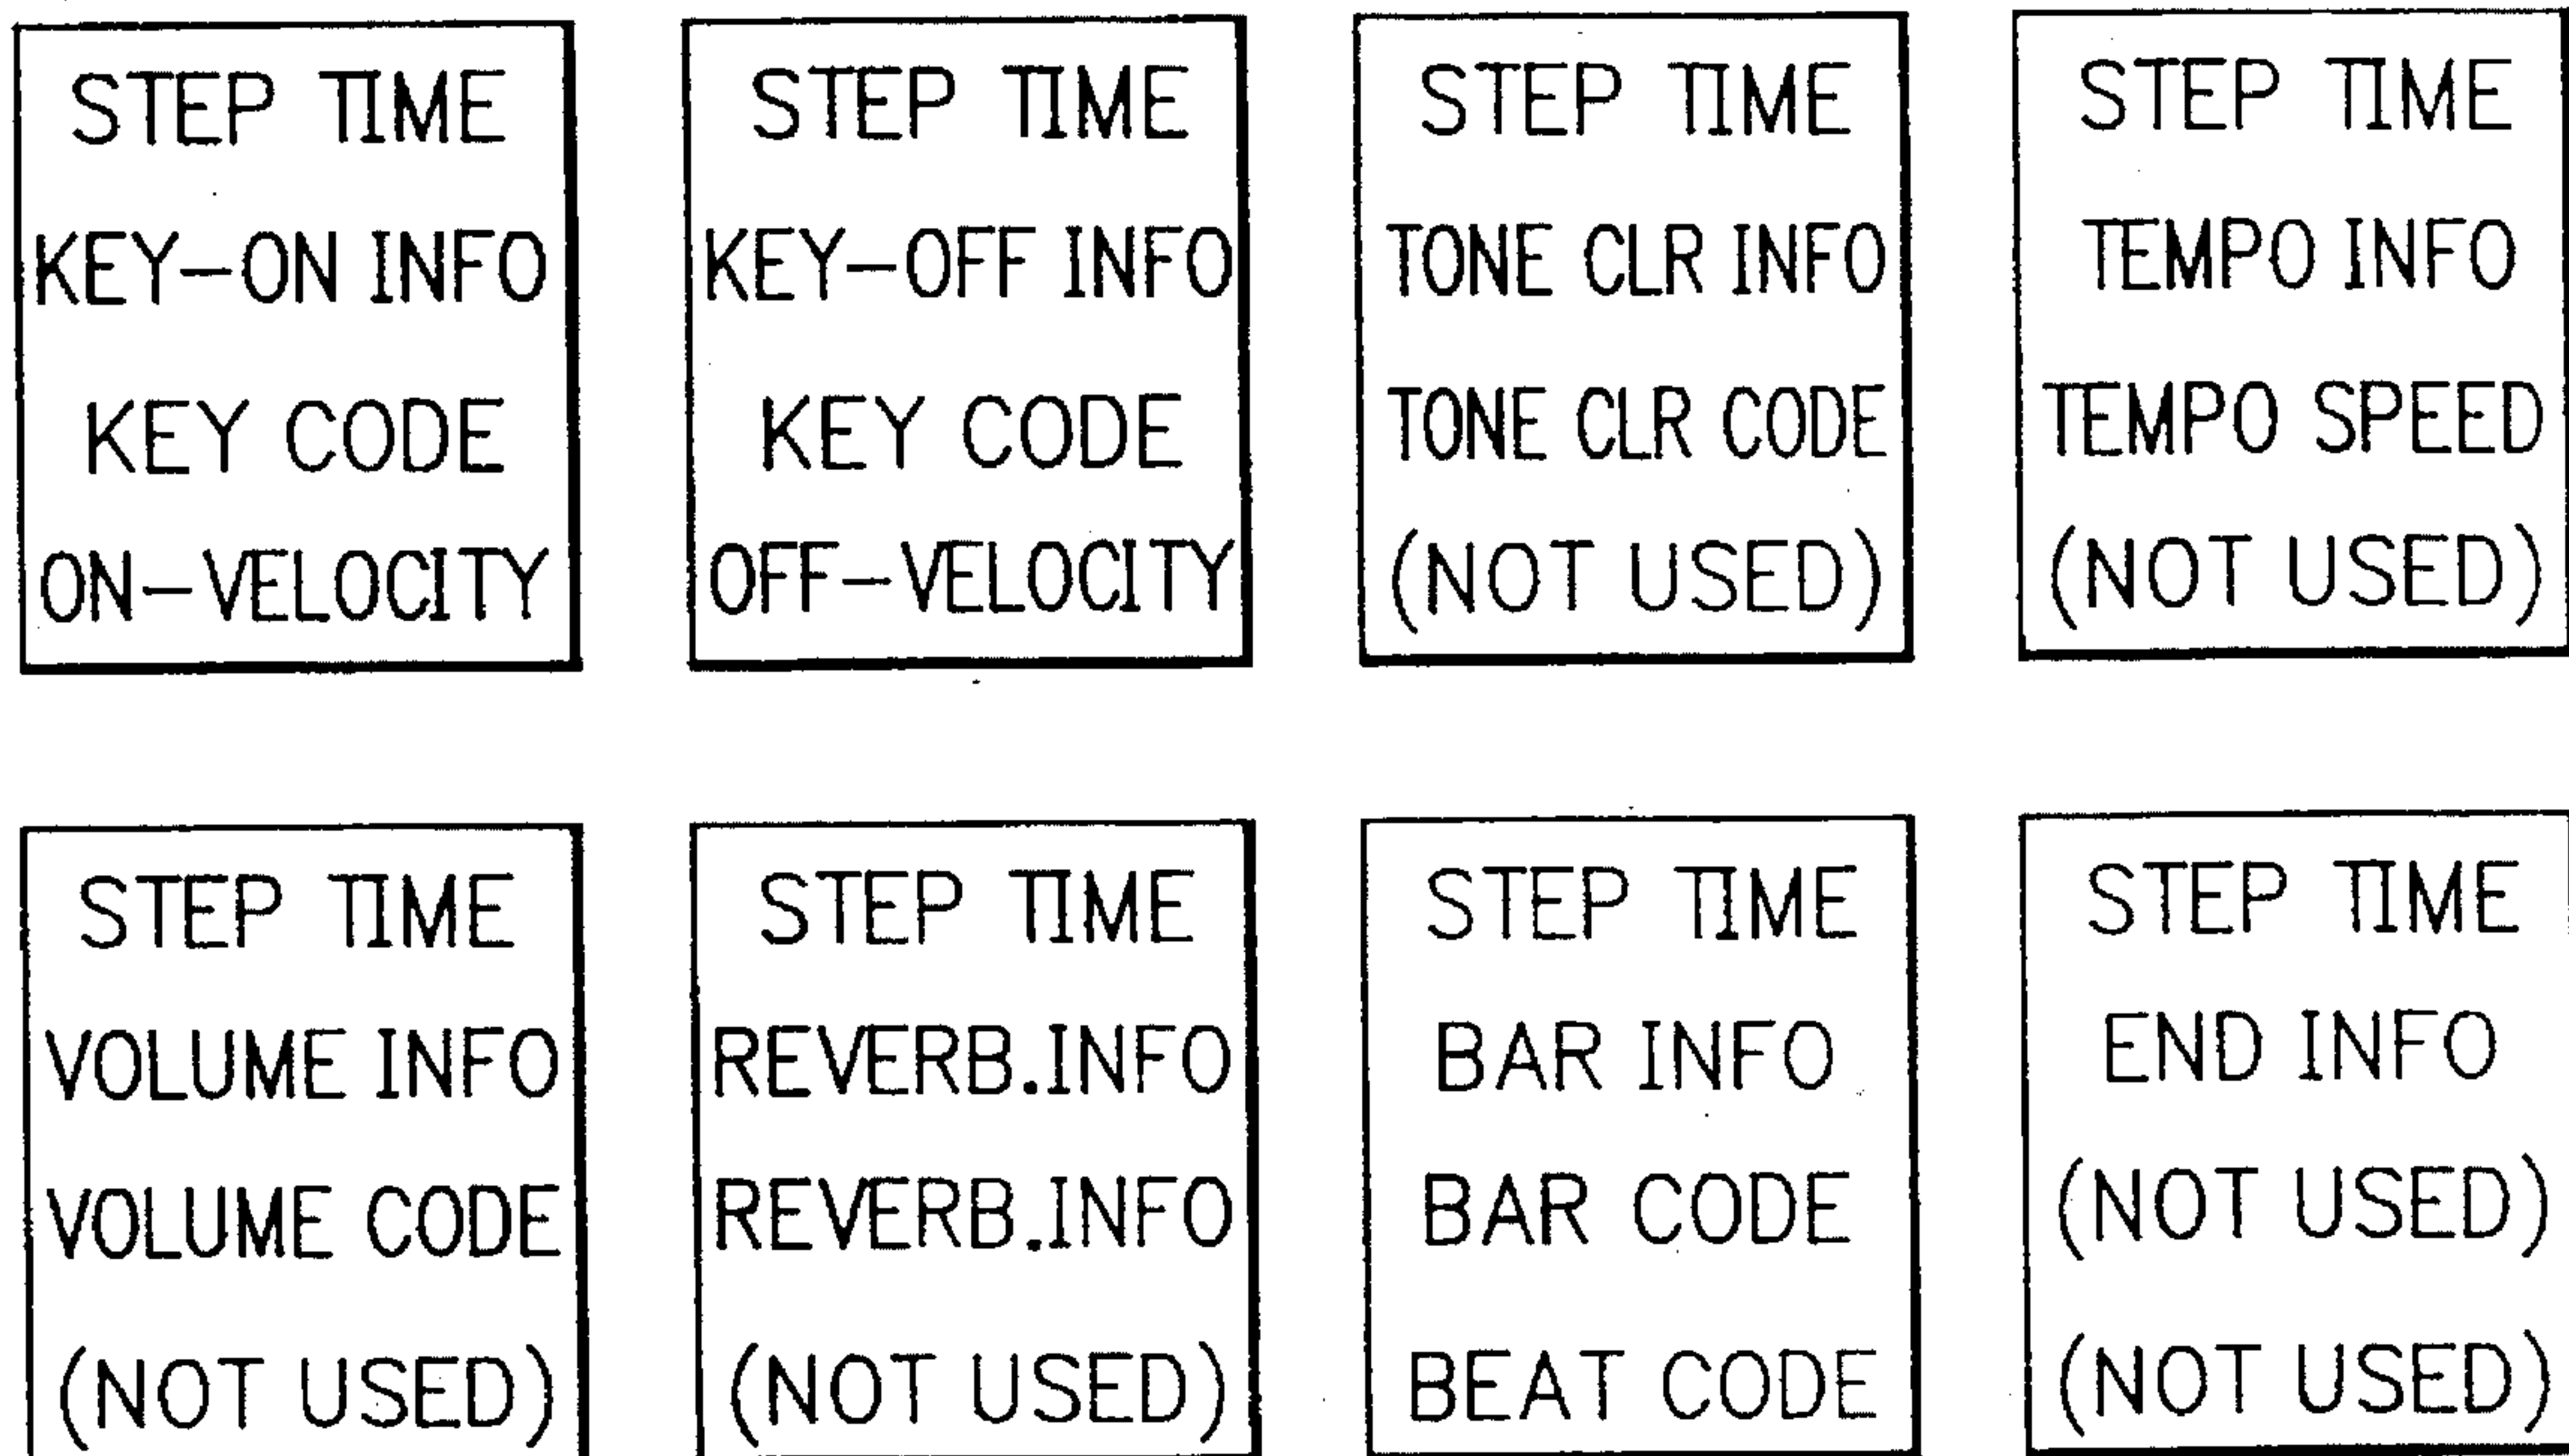 STEP TIME
KEY-ON INFO
KEY CODE
ON-VELOCITY
STEP TIME
KEY-OFF INFO
KEY CODE
OFF-VELOCITY
STEP TIME
TONE CLR INFO
TONE CLR CODE
(NOT USED)
STEP TIME
TEMPO INFO
TEMPO SPEED
(NOT USED)
STEP TIME
VOLUME INFO
VOLUME CODE
(NOT USED)
STEP TIME
REVERB.INFO
REVERB.INFO
(NOT USED)
STEP TIME
BAR INFO
BAR CODE
BEAT CODE
STEP TIME
END INFO
(NOT USED)
(NOT USED)